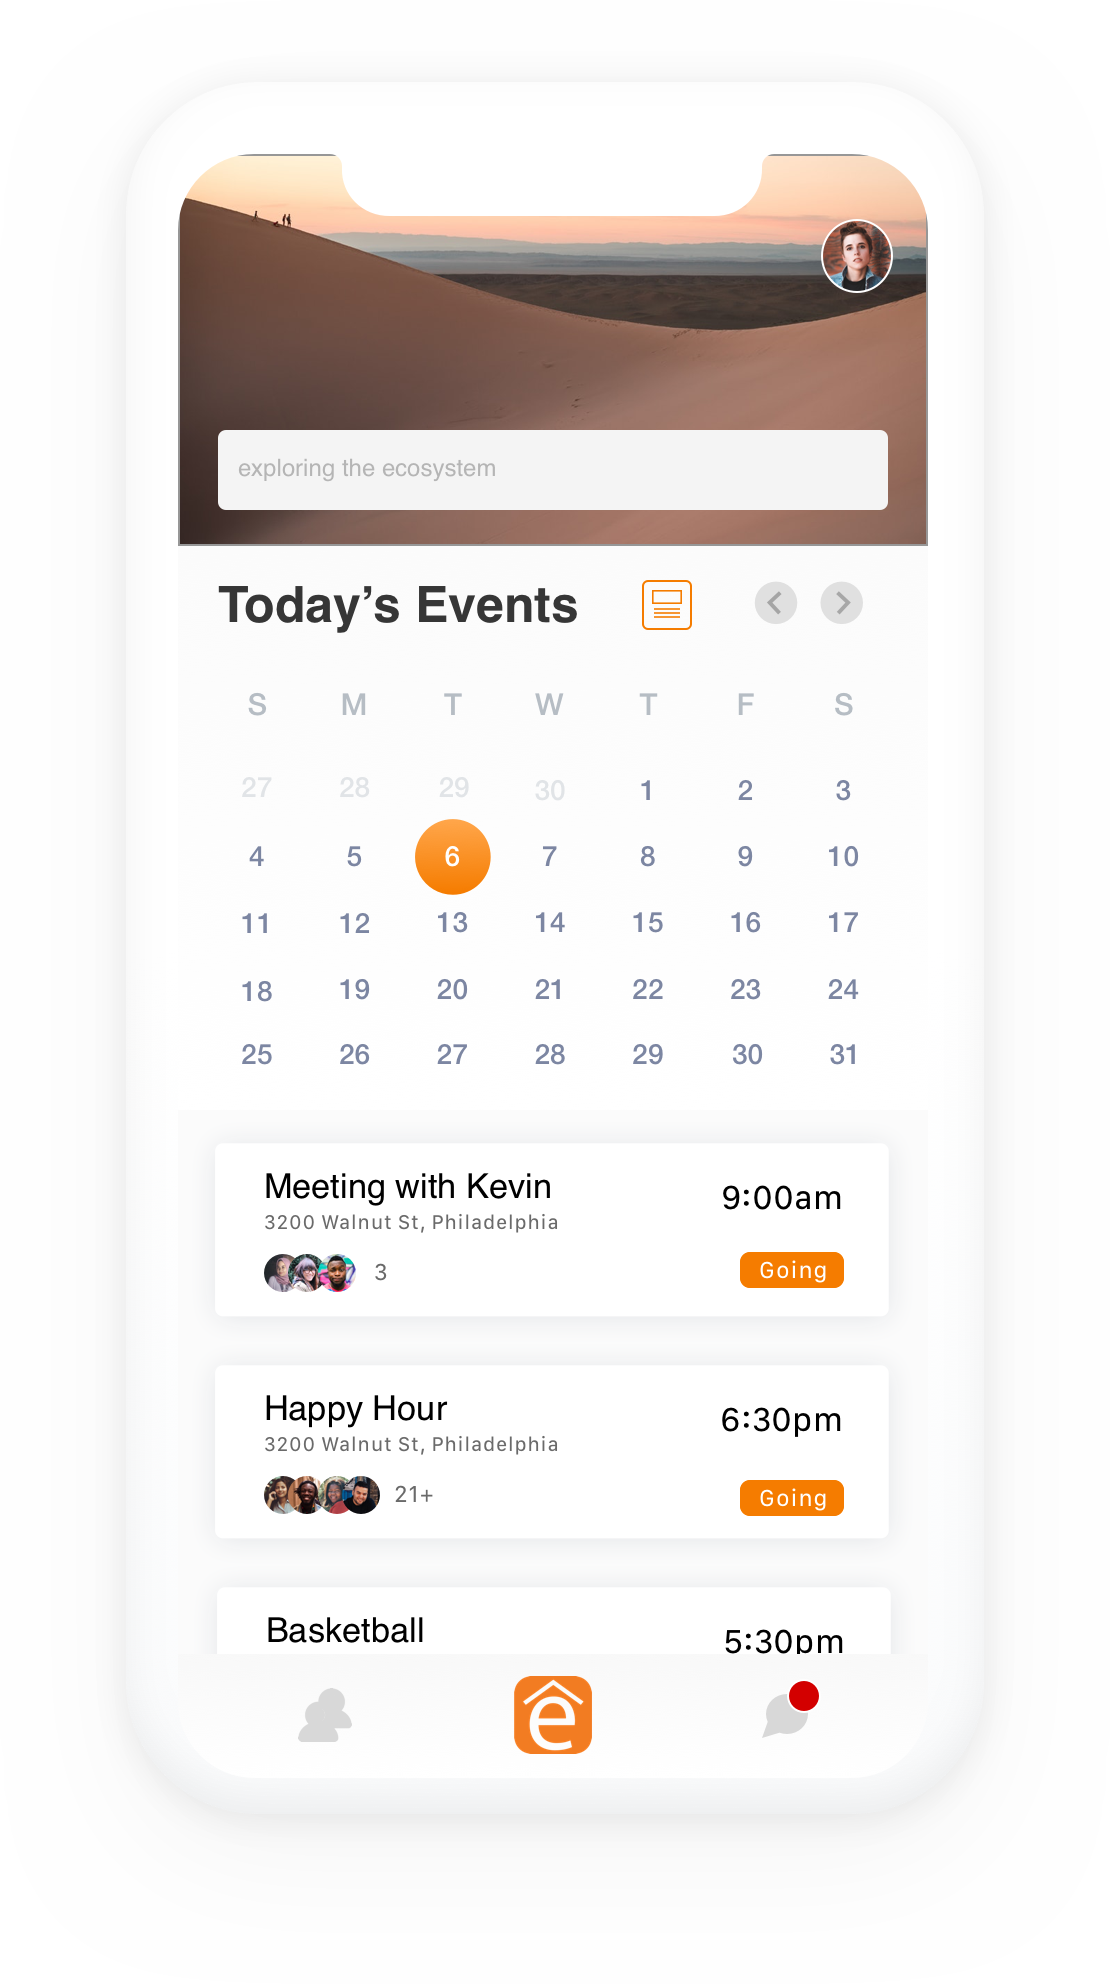 exploring the ecosystem
Today’s Events
S M T W T F S
27 28 29 30 1 2 3
4 5 6 7 8 9 10
11 12 13 14 15 16 17
18 19 20 21 22 23 24
25 26 27 28 29 30 31
Meeting with Kevin
9:00am
3200 Walnut St, Philadelphia
3
Going
Happy Hour
6:30pm
3200 Walnut St, Philadelphia
21+
Going
Basketball
5:30pm
e